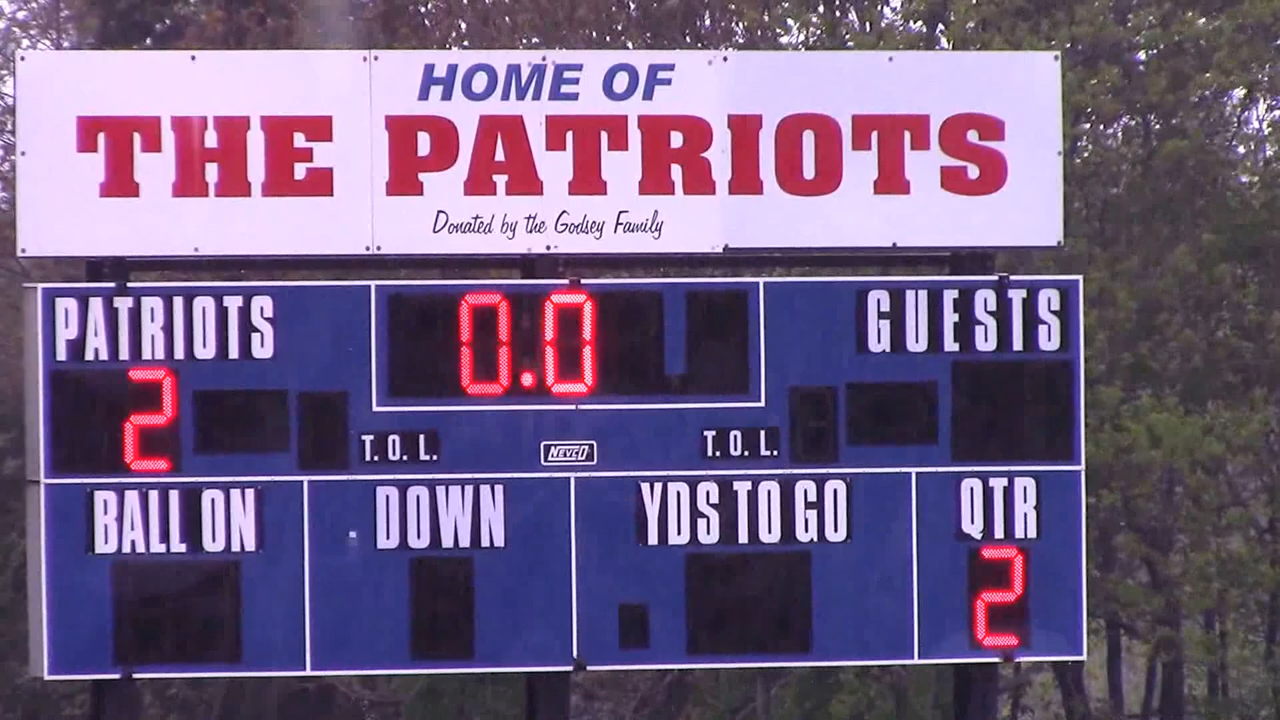 HOME OF
THE PATRIOTS
Donated by the Godsey Family
PATRIOTS
0.0
GUESTS
2
T. O. L.
NEVCO
T. O. L.
BALL ON
DOWN
YDS TO GO
QTR
2